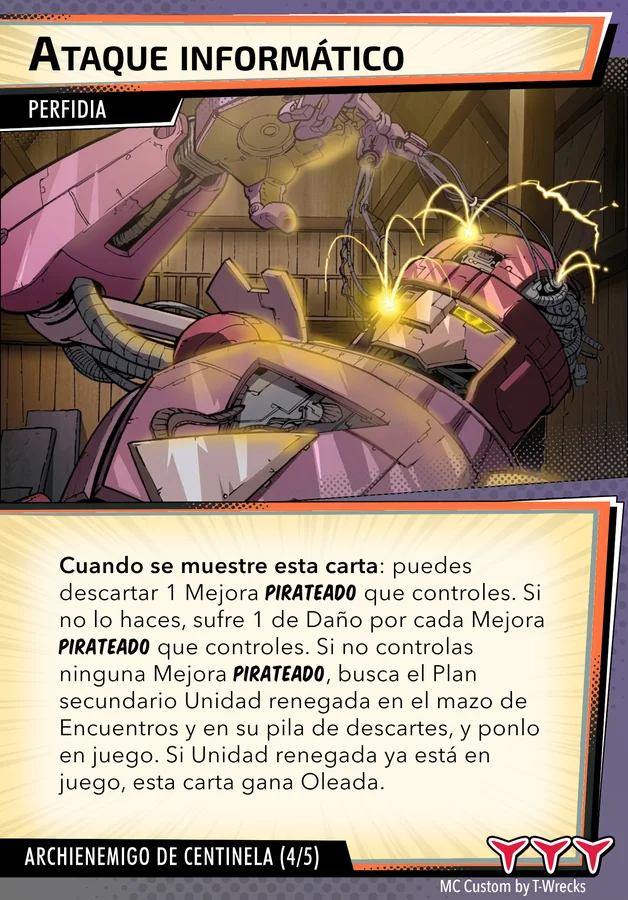 Ataque informático
PERFIDIA
Cuando se muestre esta carta: puedes
descartar 1 Mejora PIRATEADO que controles. Si
no lo haces, sufre 1 de Daño por cada Mejora
PIRATEADO que controles. Si no controlas
ninguna Mejora PIRATEADO, busca el Plan
secundario Unidad renegada en el mazo de
Encuentros y en su pila de descartes, y ponlo
en juego. Si Unidad renegada ya está en
juego, esta carta gana Oleada.
ARCHIENEMIGO DE CENTINELA (4/5)
MC Custom by T-Wrecks